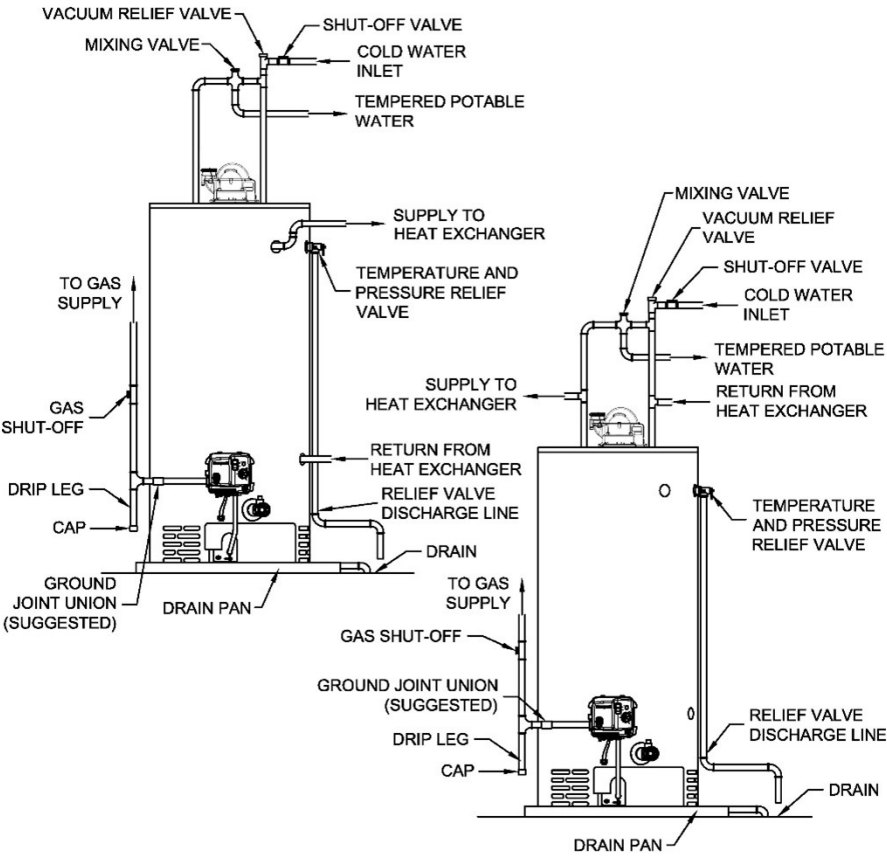 VACUUM RELIEF VALVE
SHUT-OFF VALVE
MIXING VALVE
COLD WATER
INLET
TEMPERED POTABLE
WATER
SUPPLY TO
HEAT EXCHANGER
TO GAS
SUPPLY
TEMPERATURE AND
PRESSURE RELIEF
VALVE
GAS
SHUT-OFF
RETURN FROM
HEAT EXCHANGER
DRIP LEG
RELIEF VALVE
DISCHARGE LINE
CAP
DRAIN
GROUND
JOINT UNION
(SUGGESTED)
DRAIN PAN
MIXING VALVE
VACUUM RELIEF
VALVE
SHUT-OFF VALVE
COLD WATER
INLET
TEMPERED POTABLE
WATER
SUPPLY TO
HEAT EXCHANGER
RETURN FROM
HEAT EXCHANGER
TEMPERATURE
AND PRESSURE
RELIEF VALVE
TO GAS
SUPPLY
GAS SHUT-OFF
GROUND JOINT UNION
(SUGGESTED)
DRIP LEG
RELIEF VALVE
DISCHARGE LINE
CAP
DRAIN
DRAIN PAN